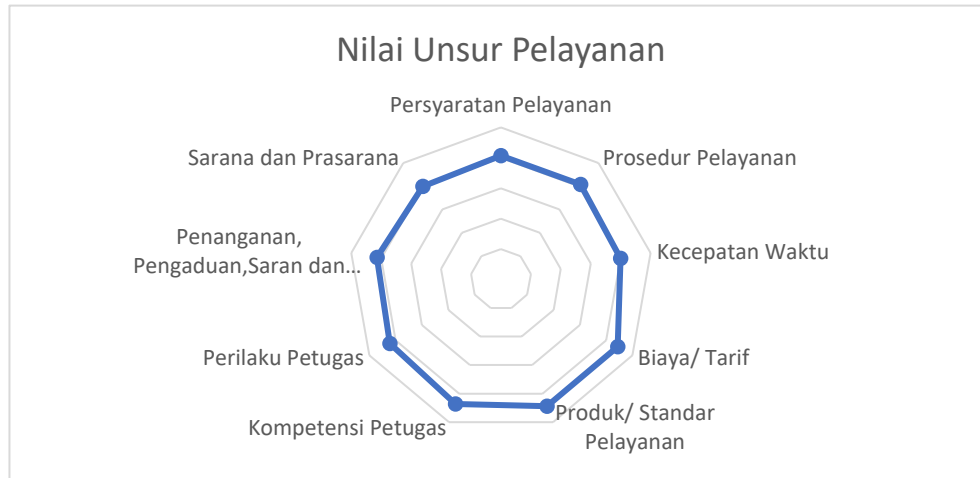 Nilai Unsur Pelayanan
Persyaratan Pelayanan
Prosedur Pelayanan
Kecepatan Waktu
Biaya/ Tarif
Produk/ Standar
Pelayanan
Kompetensi Petugas
Perilaku Petugas
Penanganan,
Pengaduan,Saran dan...
Sarana dan Prasarana